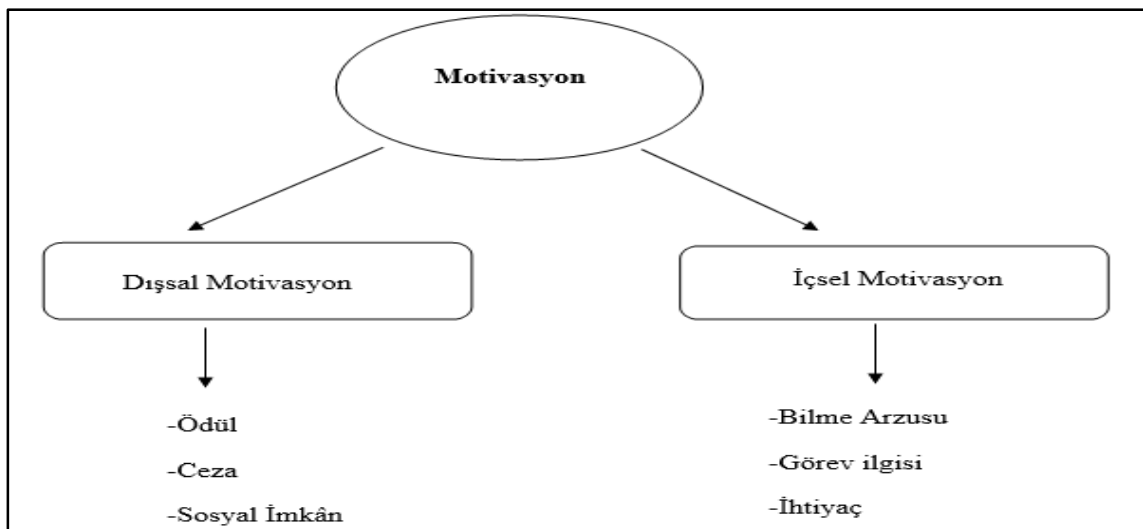 Motivasyon
Dışsal Motivasyon
-Ödül
-Ceza
-Sosyal İmkân
İçsel Motivasyon
-Bilme Arzusu
-Görev ilgisi
-İhtiyaç